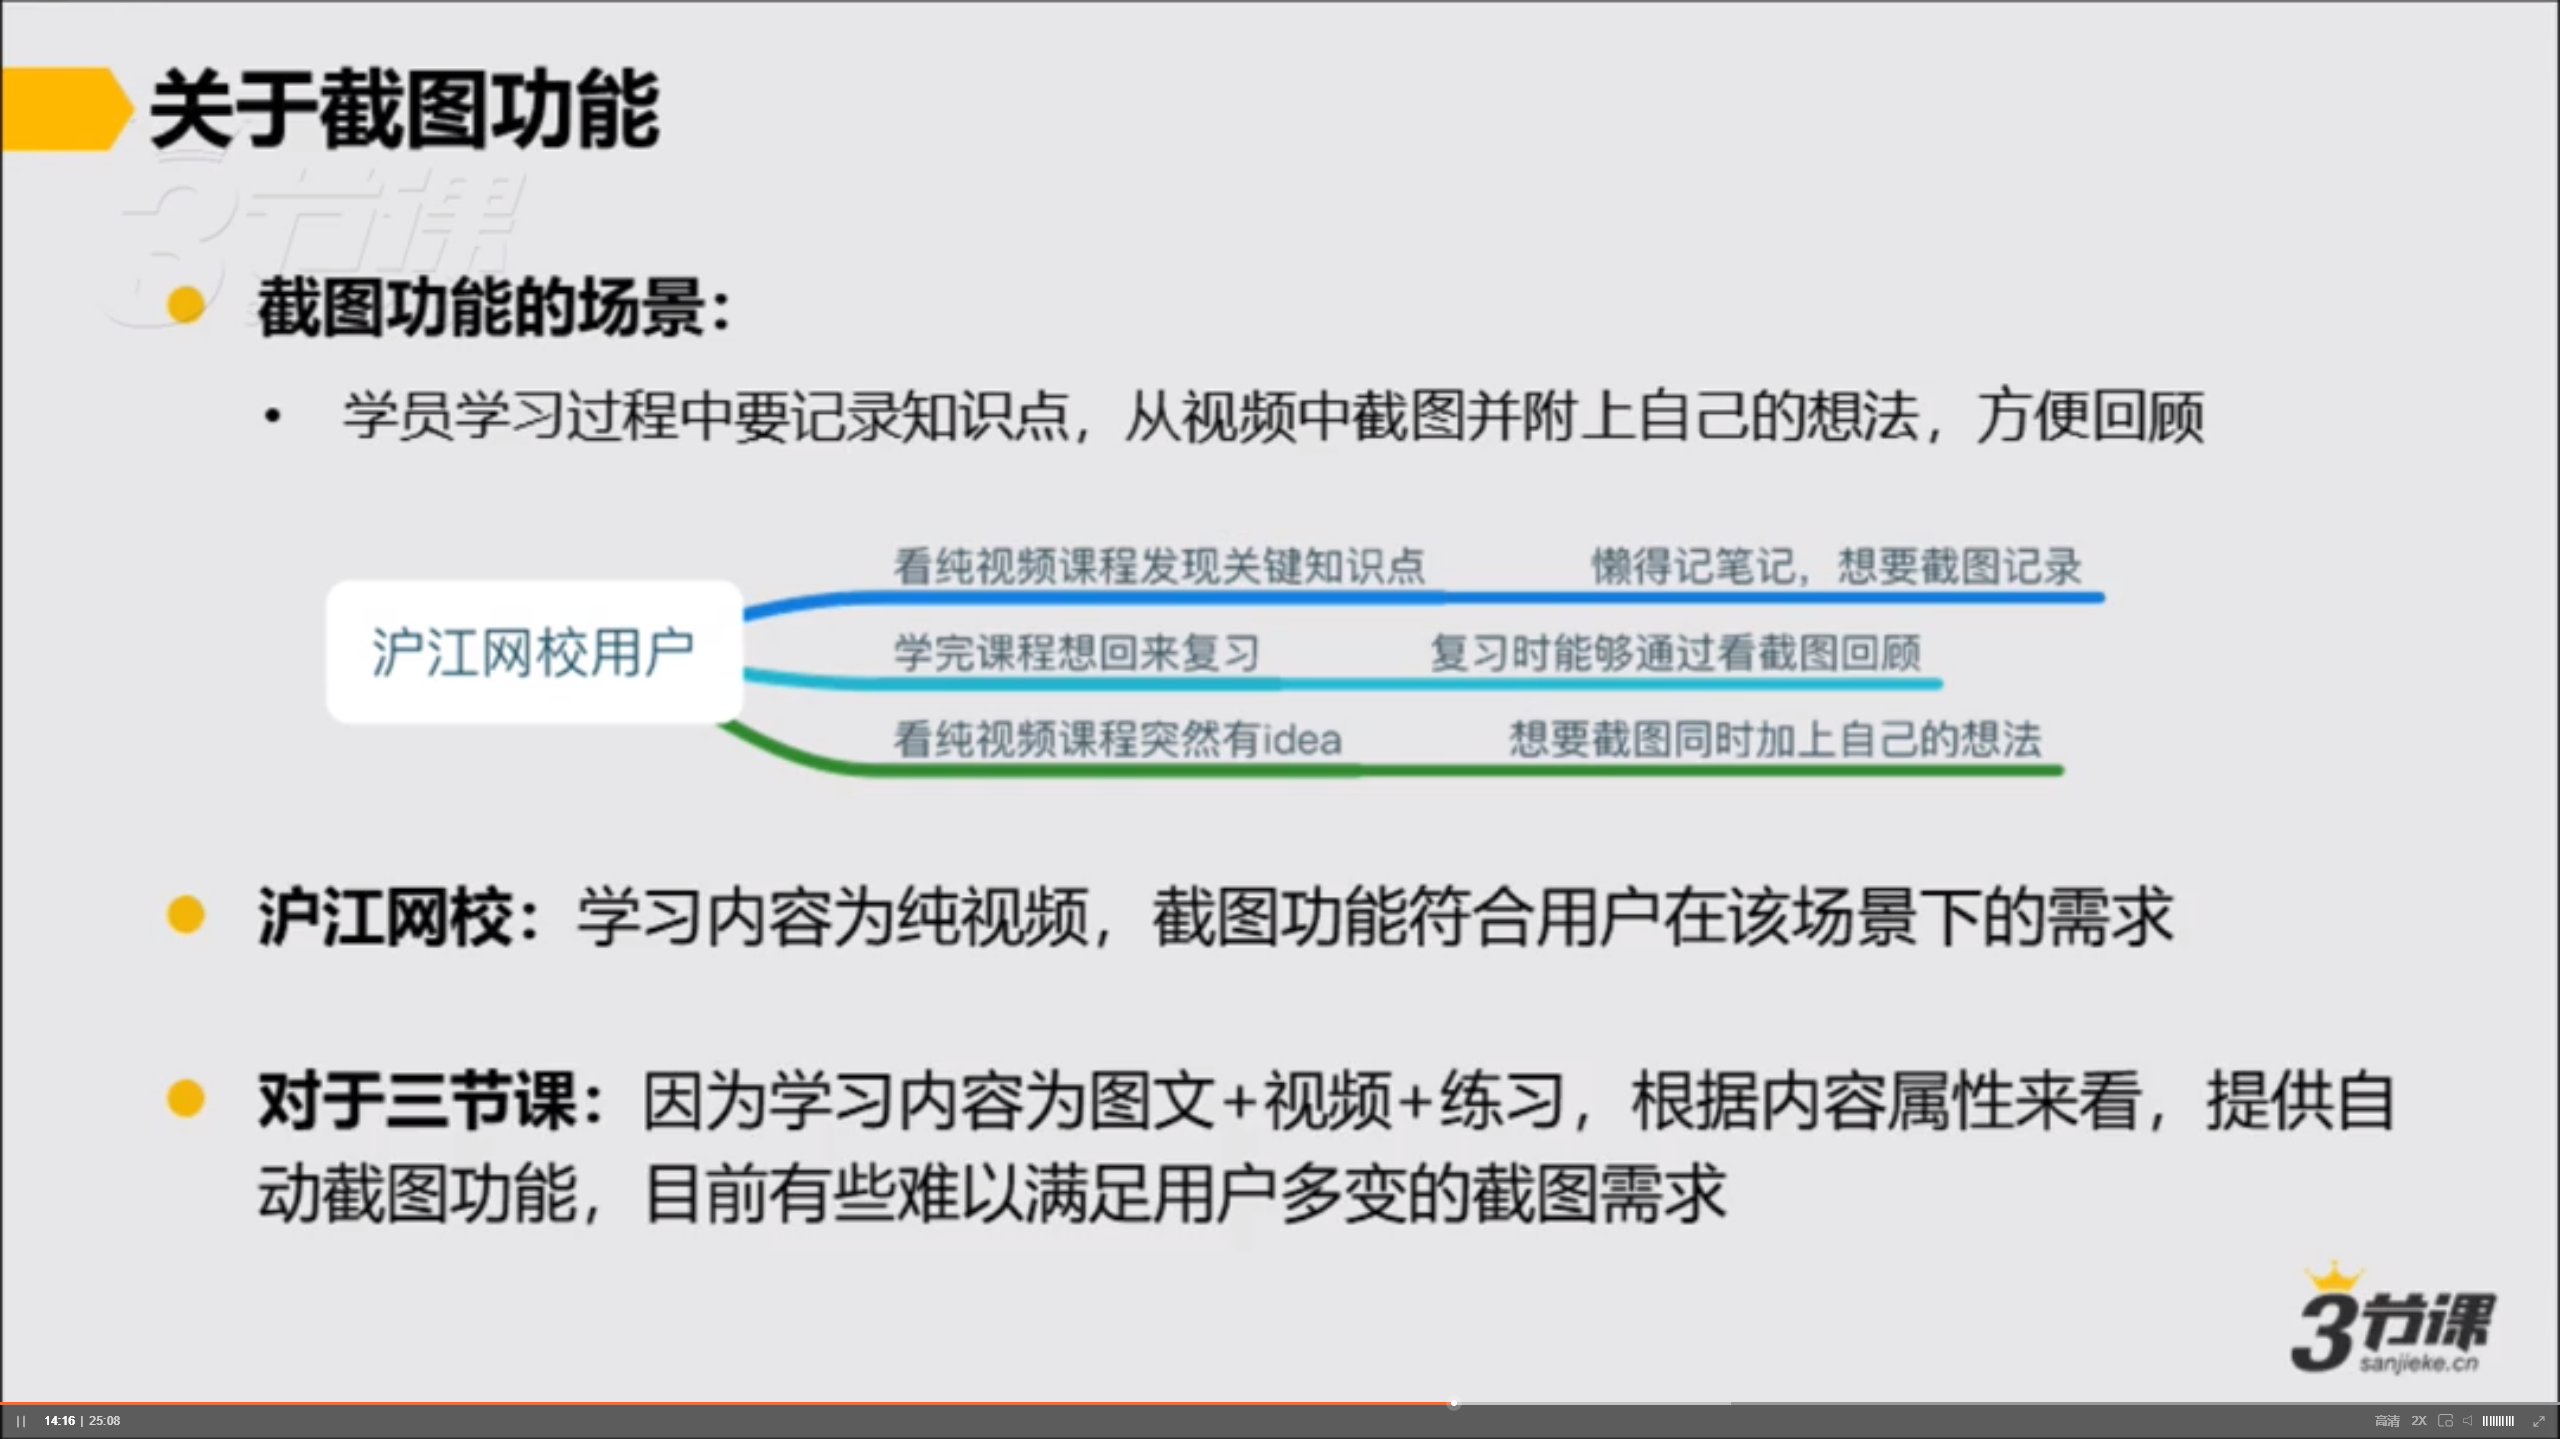 关于截图功能
3节课
截图功能的场景：
• 学员学习过程中要记录知识点，从视频中截图并附上自己的想法，方便回顾
看纯视频课程发现关键知识点 懒得记笔记，想要截图记录
沪江网校用户
学完课程想回来复习 复习时能够通过看截图回顾
看纯视频课程突然有idea 想要截图同时加上自己的想法
沪江网校：学习内容为纯视频，截图功能符合用户在该场景下的需求
对于三节课：因为学习内容为图文+视频+练习，根据内容属性来看，提供自
动截图功能，目前有些难以满足用户多变的截图需求
3节课
sanjieke.cn
14:16 | 25:08 高清 2X